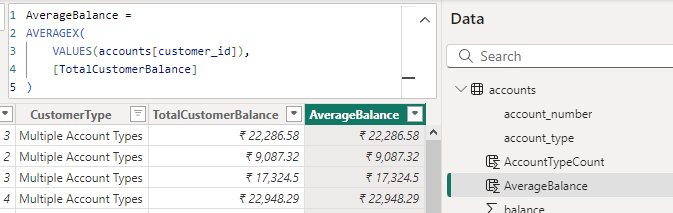 1 AverageBalance =
2 AVERAGEX(
3 VALUES(accounts[customer_id]),
4 [TotalCustomerBalance]
5 )
CustomerType TotalCustomerBalance AverageBalance
3 Multiple Account Types ₹ 22,286.58 ₹ 22,286.58
2 Multiple Account Types ₹ 9,087.32 ₹ 9,087.32
3 Multiple Account Types ₹ 17,324.5 ₹ 17,324.5
4 Multiple Account Types ₹ 22,948.29 ₹ 22,948.29
Data
Search
accounts
account_number
account_type
AccountTypeCount
AverageBalance
balance